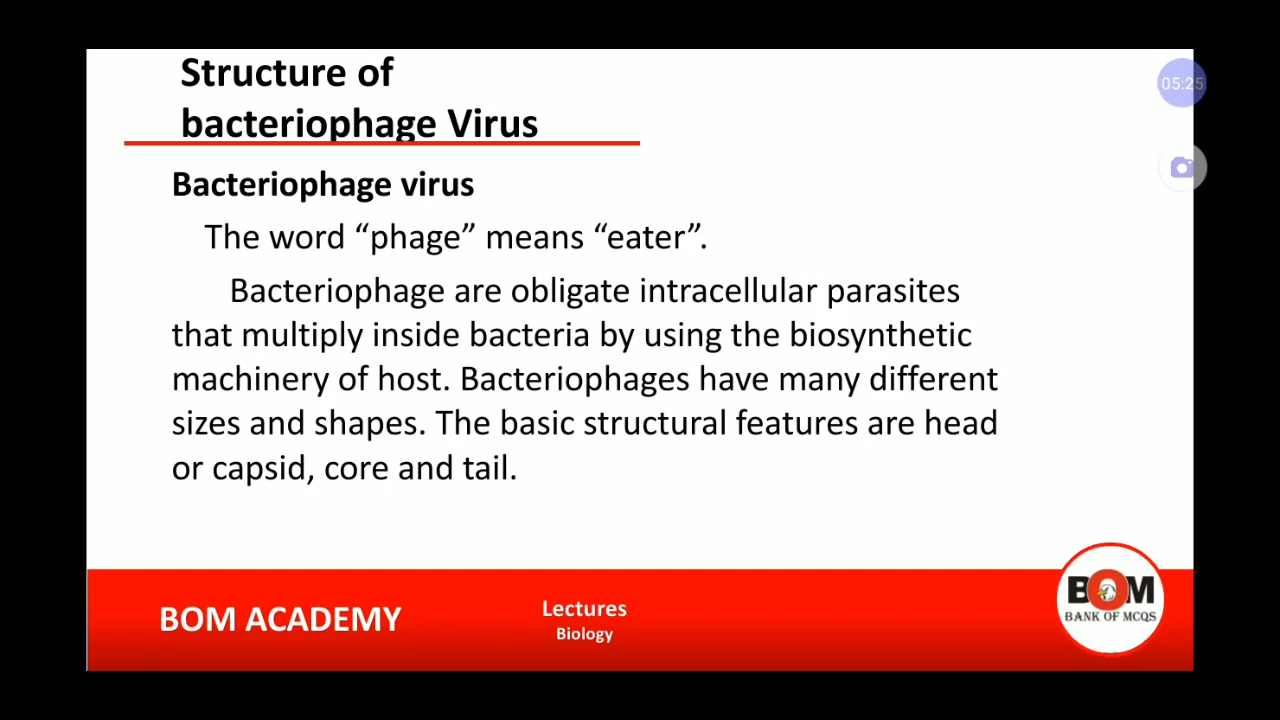 Structure of
bacteriophage Virus
05:25
Bacteriophage virus
The word “phage” means “eater”.
Bacteriophage are obligate intracellular parasites
that multiply inside bacteria by using the biosynthetic
machinery of host. Bacteriophages have many different
sizes and shapes. The basic structural features are head
or capsid, core and tail.
BOM ACADEMY
Lectures
Biology
BOM
BANK OF MCQS